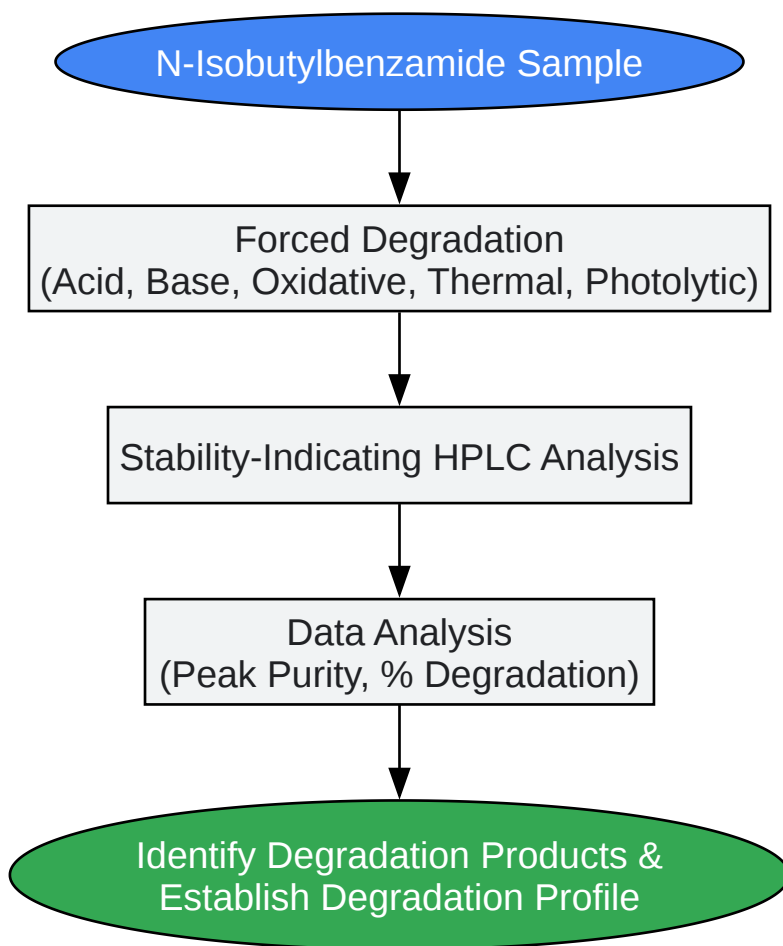 N-Isobutylbenzamide Sample
Forced Degradation
(Acid, Base, Oxidative, Thermal, Photolytic)
Stability-Indicating HPLC Analysis
Data Analysis
(Peak Purity, % Degradation)
Identify Degradation Products &
Establish Degradation Profile